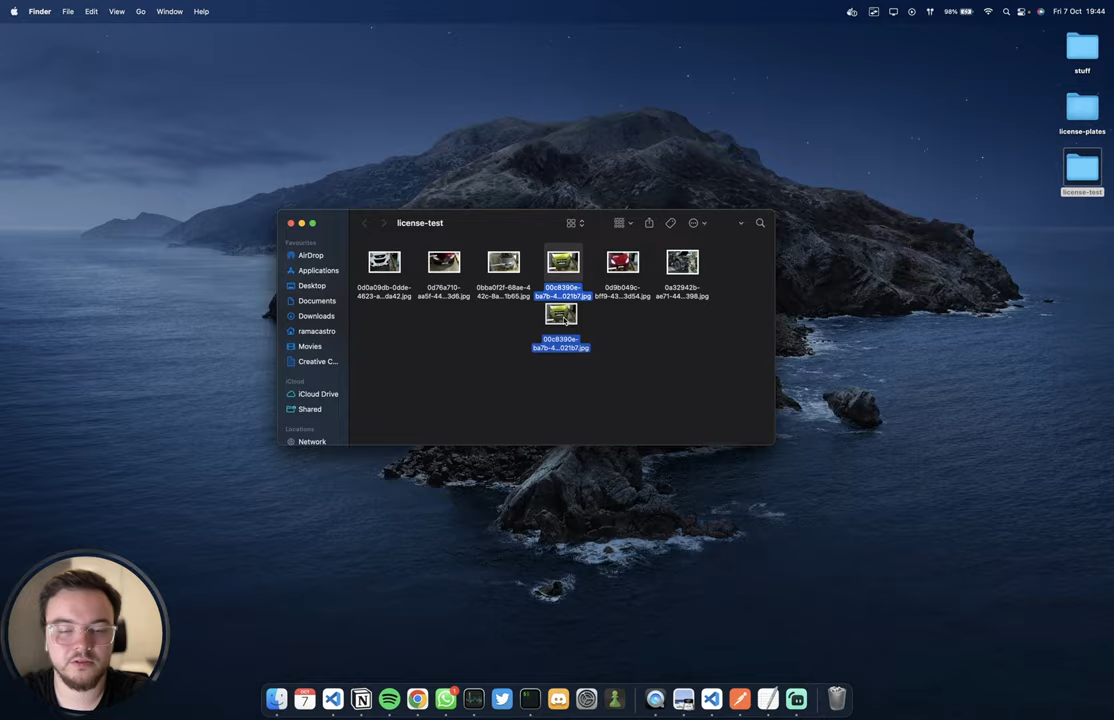 Finder File Edit View Go Window Help 98% Fri 7 Oct 19:44
stuff
license-plates
license-test
license-test
Favourites
AirDrop
Applications
Desktop
Documents
Downloads
ramacastro
Movies
Creative C...
iCloud
iCloud Drive
Shared
Locations
Network
0d0a09db-0dde-
4623-a...da42.jpg
0d76a710-
aa5f-44...3d6.jpg
0bba0f2f-68ae-4
42c-8a...1b65.jpg
00c8390e-
ba7b-4...021b7.jpg
0d9b049c-
bff9-43...3d54.jpg
0a32942b-
ae71-44...398.jpg
00c8390e-
ba7b-4...021b7.jpg
7
1